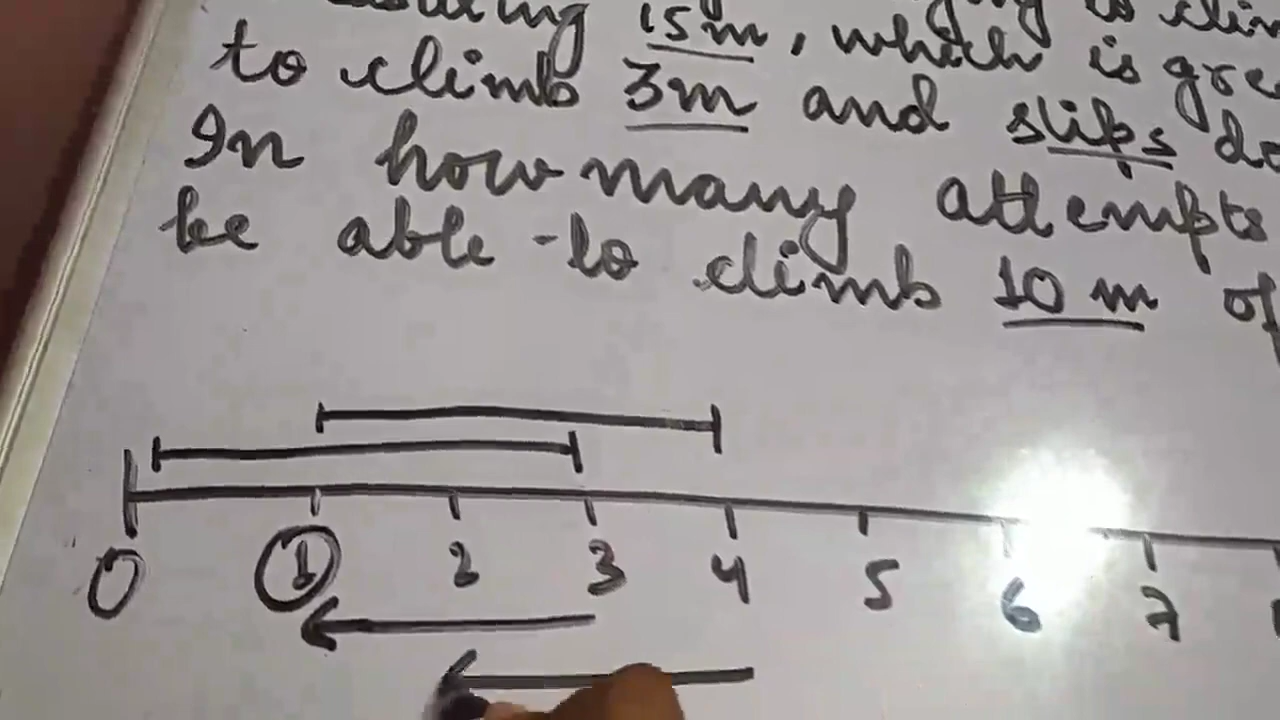 15m, which is
to climb 3m and slips
In how many attempts
be able to climb 10 m of
0 1 2 3 4 5 6 7